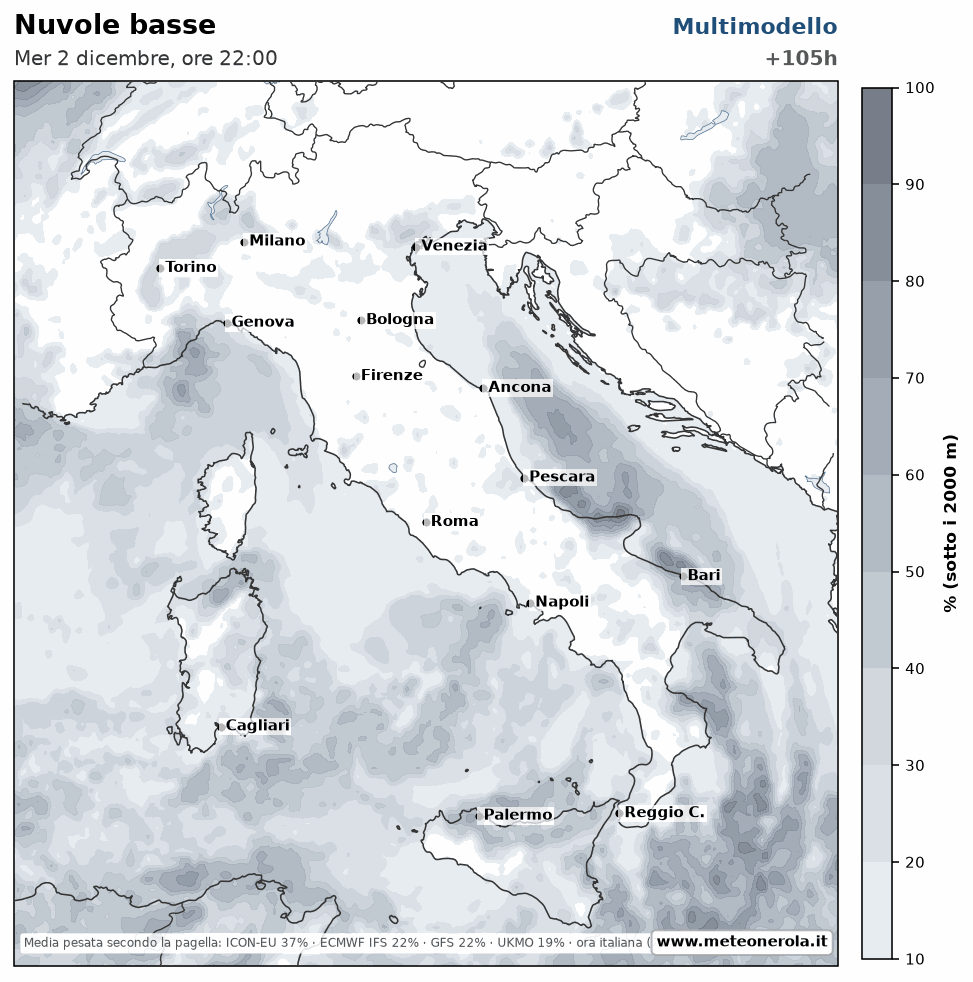 Nuvole basse
Multimodello
Mer 2 dicembre, ore 22:00
+105h
Milano
Venezia
Torino
Genova
Bologna
Firenze
Ancona
Pescara
Roma
Bari
Napoli
Cagliari
Palermo
Reggio C.
100
90
80
70
60
50
40
30
20
10
% (sotto i 2000 m)
Media pesata secondo la pagella: ICON-EU 37% · ECMWF IFS 22% · GFS 22% · UKMO 19% · ora italiana (
www.meteonerola.it